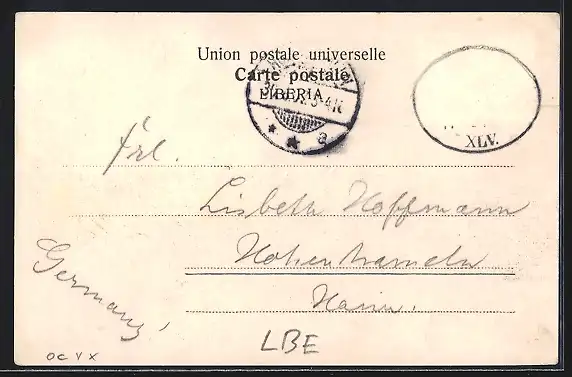 Union postale universelle
Carte postale
LIBERIA
XLV.
Frl.
Lisbeth Hoffmann
Hohenhameln
Hann.
Germany
LBE
OC V X